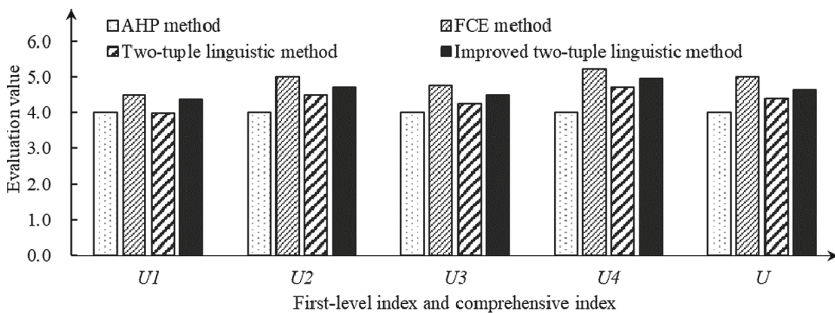 AHP method
FCE method
Two-tuple linguistic method
Improved two-tuple linguistic method
Evaluation value
6.0
5.0
4.0
3.0
2.0
1.0
0.0
U1 U2 U3 U4 U
First-level index and comprehensive index